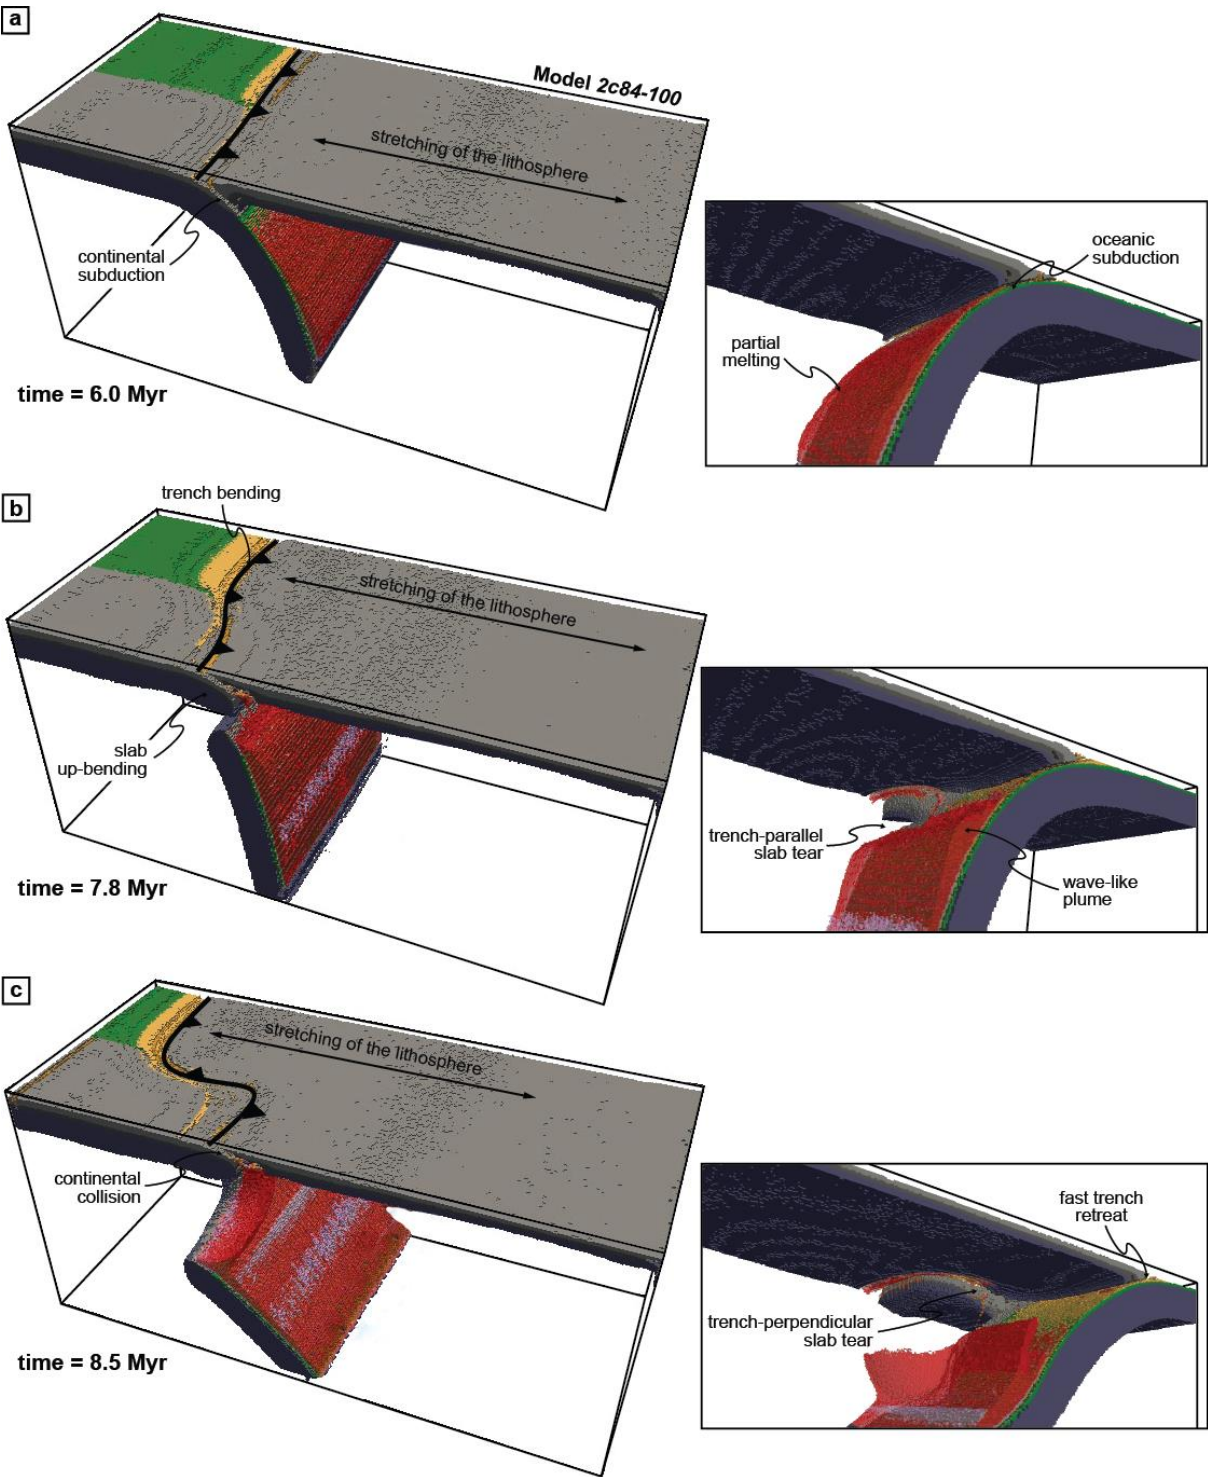 a
Model 2c84-100
stretching of the lithosphere
continental
subduction
time = 6.0 Myr
oceanic
subduction
partial
melting
b
trench bending
stretching of the lithosphere
slab
up-bending
time = 7.8 Myr
trench-parallel
slab tear
wave-like
plume
c
stretching of the lithosphere
continental
collision
time = 8.5 Myr
fast trench
retreat
trench-perpendicular
slab tear